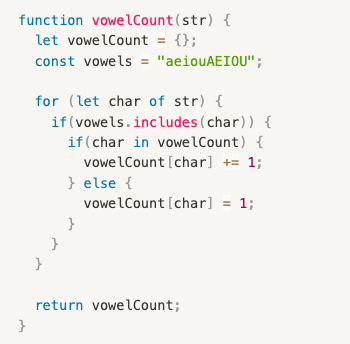 function vowelCount(str) {
  let vowelCount = {};
  const vowels = "aeiouAEIOU";

  for (let char of str) {
    if(vowels.includes(char)) {
      if(char in vowelCount) {
        vowelCount[char] += 1;
      } else {
        vowelCount[char] = 1;
      }
    }
  }

  return vowelCount;
}